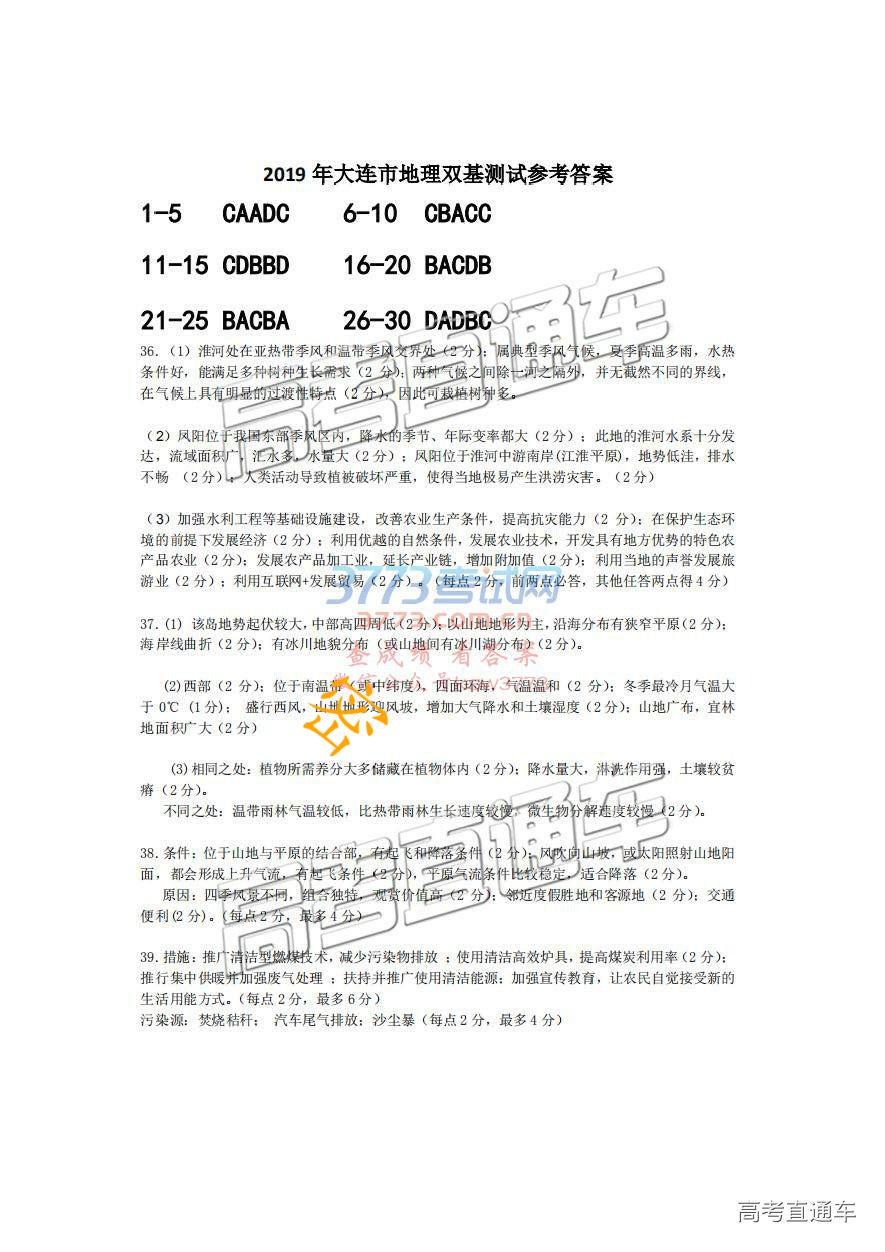 2019 年大连市地理双基测试参考答案
1-5 CAADC 6-10 CBACC
11-15 CDBBD 16-20 BACDB
21-25 BACBA 26-30 DADBC
36.（1）淮河处在亚热带季风和温带季风交界处（2 分）；属典型季风气候，夏季高温多雨，水热
条件好，能满足多种树种生长需求（2 分）；两种气候之间除一河之隔外，并无截然不同的界线，
在气候上具有明显的过渡性特点（2 分），因此可栽植树种多。
（2）凤阳位于我国东部季风区内，降水的季节、年际变率都大（2 分）；此地的淮河水系十分发
达，流域面积广，汇水多，水量大（2 分）；凤阳位于淮河中游南岸(江淮平原)，地势低洼，排水
不畅 （2 分）；人类活动导致植被破坏严重，使得当地极易产生洪涝灾害。（2 分）
（3）加强水利工程等基础设施建设，改善农业生产条件，提高抗灾能力（2 分）；在保护生态环
境的前提下发展经济（2 分）；利用优越的自然条件，发展农业技术，开发具有地方优势的特色农
产品农业（2 分）；发展农产品加工业，延长产业链，增加附加值（2 分）；利用当地的声誉发展旅
游业（2 分）；利用互联网+发展贸易（2 分）。（每点 2 分，前两点必答，其他任答两点得 4 分）
3773考试网
3773.com.cn
37.(1) 该岛地势起伏较大，中部高四周低（2 分）；以山地地形为主，沿海分布有狭窄平原（2 分）；
海岸线曲折（2 分）；有冰川地貌分布（或山地间有冰川湖分布）（2 分）。
查成绩 看答案
(2)西部（2 分）；位于南温带（或中纬度），四面环海，气温温和（2 分）；冬季最冷月气温大
于 0℃（1 分）； 盛行西风，山地地形迎风坡，增加大气降水和土壤湿度（2 分）；山地广布，宜林
地面积广大（2 分）
密
(3)相同之处：植物所需养分大多储藏在植物体内（2 分）；降水量大，淋洗作用强，土壤较贫
瘠（2 分）。
不同之处：温带雨林气温较低，比热带雨林生长速度较慢，微生物分解速度较慢（2 分）。
38.条件：位于山地与平原的结合部，有起飞和降落条件（2 分）；风吹向山坡，或太阳照射山地阳
面，都会形成上升气流，有起飞条件（2 分），平原气流条件比较稳定，适合降落（2 分）。
原因：四季风景不同，组合独特，观赏价值高（2 分）；邻近度假胜地和客源地（2 分）；交通
便利(2 分)。（每点 2 分，最多 4 分）
39.措施：推广清洁型燃煤技术，减少污染物排放 ；使用清洁高效炉具，提高煤炭利用率（2 分）；
推行集中供暖并加强废气处理 ；扶持并推广使用清洁能源；加强宣传教育，让农民自觉接受新的
生活用能方式。（每点 2 分，最多 6 分）
污染源：焚烧秸秆； 汽车尾气排放；沙尘暴（每点 2 分，最多 4 分）
高考直通车
高考直通车
高考直通车